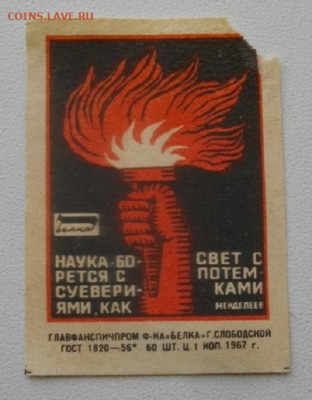 COINS.LAVE.RU
Белка
НАУКА БО-
РЕТСЯ С
СУЕВЕРИ-
ЯМИ, КАК
СВЕТ С
ПОТЕМ-
КАМИ
МЕНДЕЛЕЕВ
ГЛАВФАНСПИЧПРОМ Ф-КА»БЕЛКА»Г.СЛОБОДСКОЙ
ГОСТ 1820—56* 60 ШТ. Ц. 1 КОП. 1967 г.